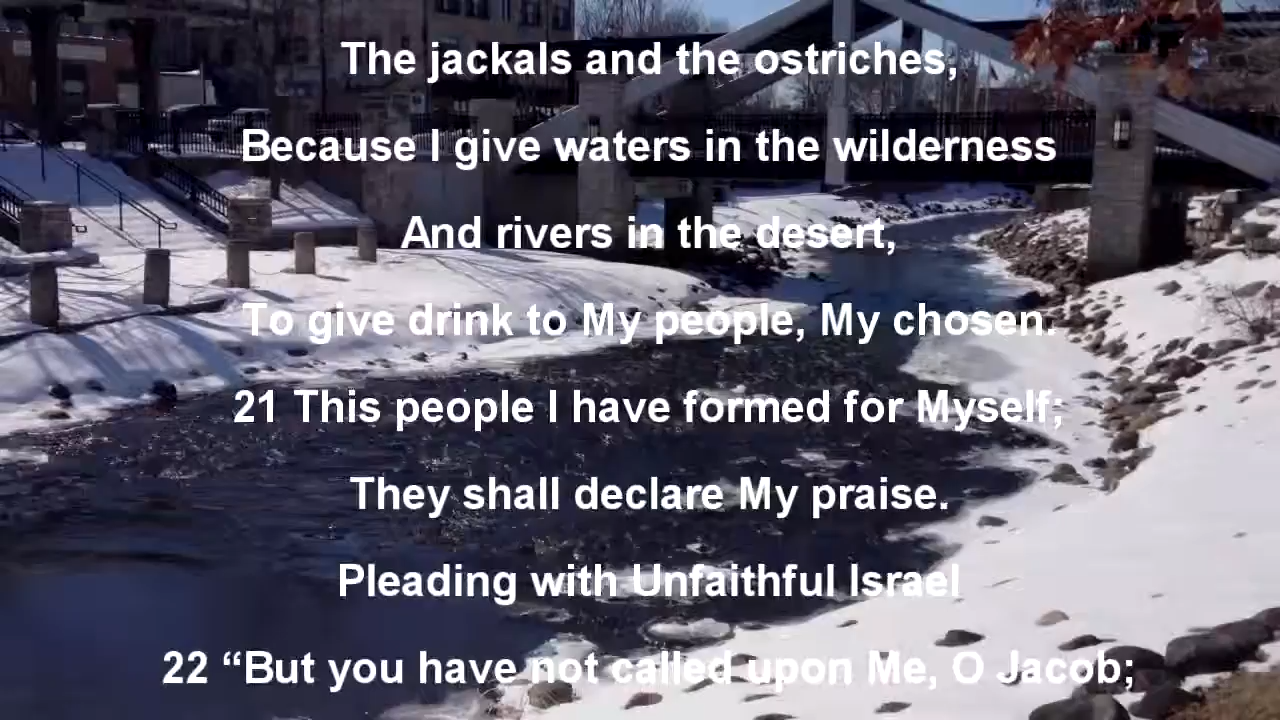 The jackals and the ostriches,
Because I give waters in the wilderness
And rivers in the desert,
To give drink to My people, My chosen.
21 This people I have formed for Myself;
They shall declare My praise.
Pleading with Unfaithful Israel
22 “But you have not called upon Me, O Jacob;